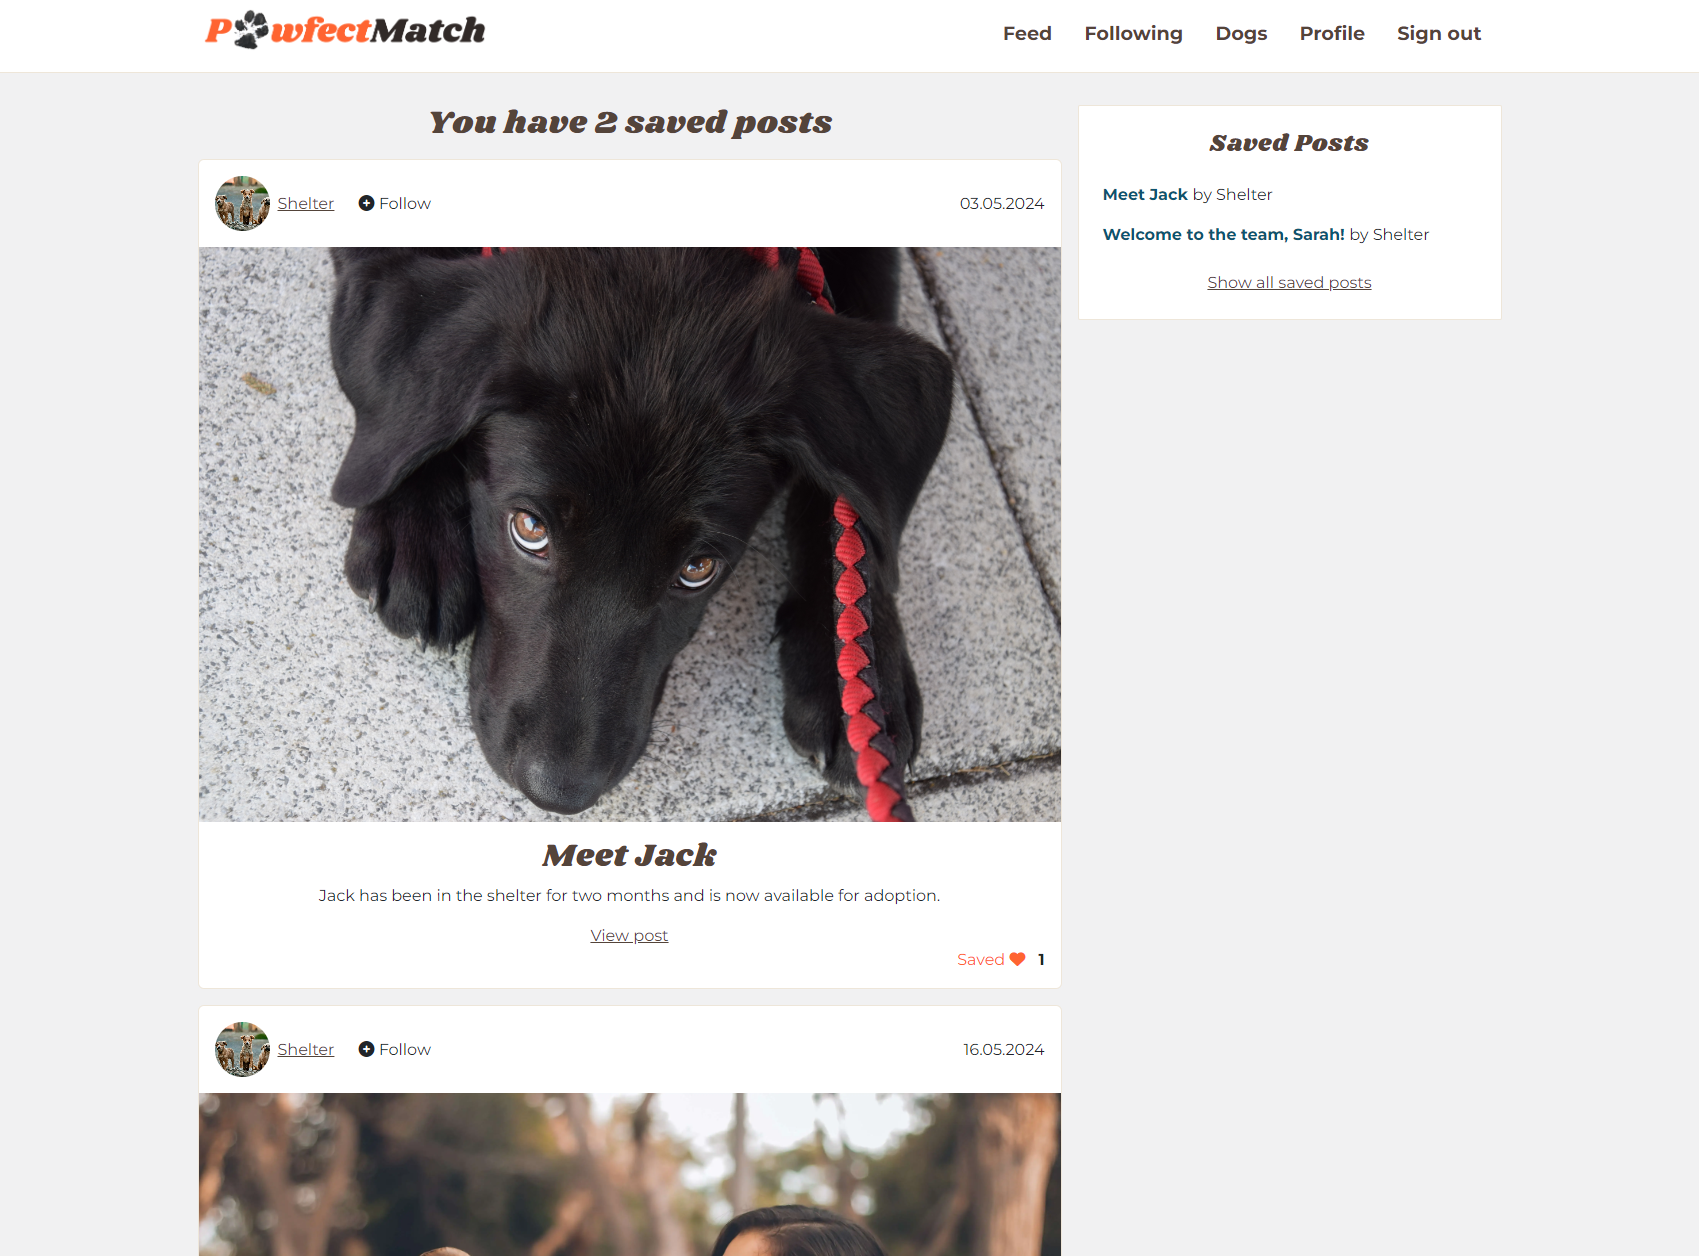 PawfectMatch
Feed Following Dogs Profile Sign out
You have 2 saved posts
Shelter Follow 03.05.2024
Meet Jack
Jack has been in the shelter for two months and is now available for adoption.
View post
Saved 1
Shelter Follow 16.05.2024
Saved Posts
Meet Jack by Shelter
Welcome to the team, Sarah! by Shelter
Show all saved posts